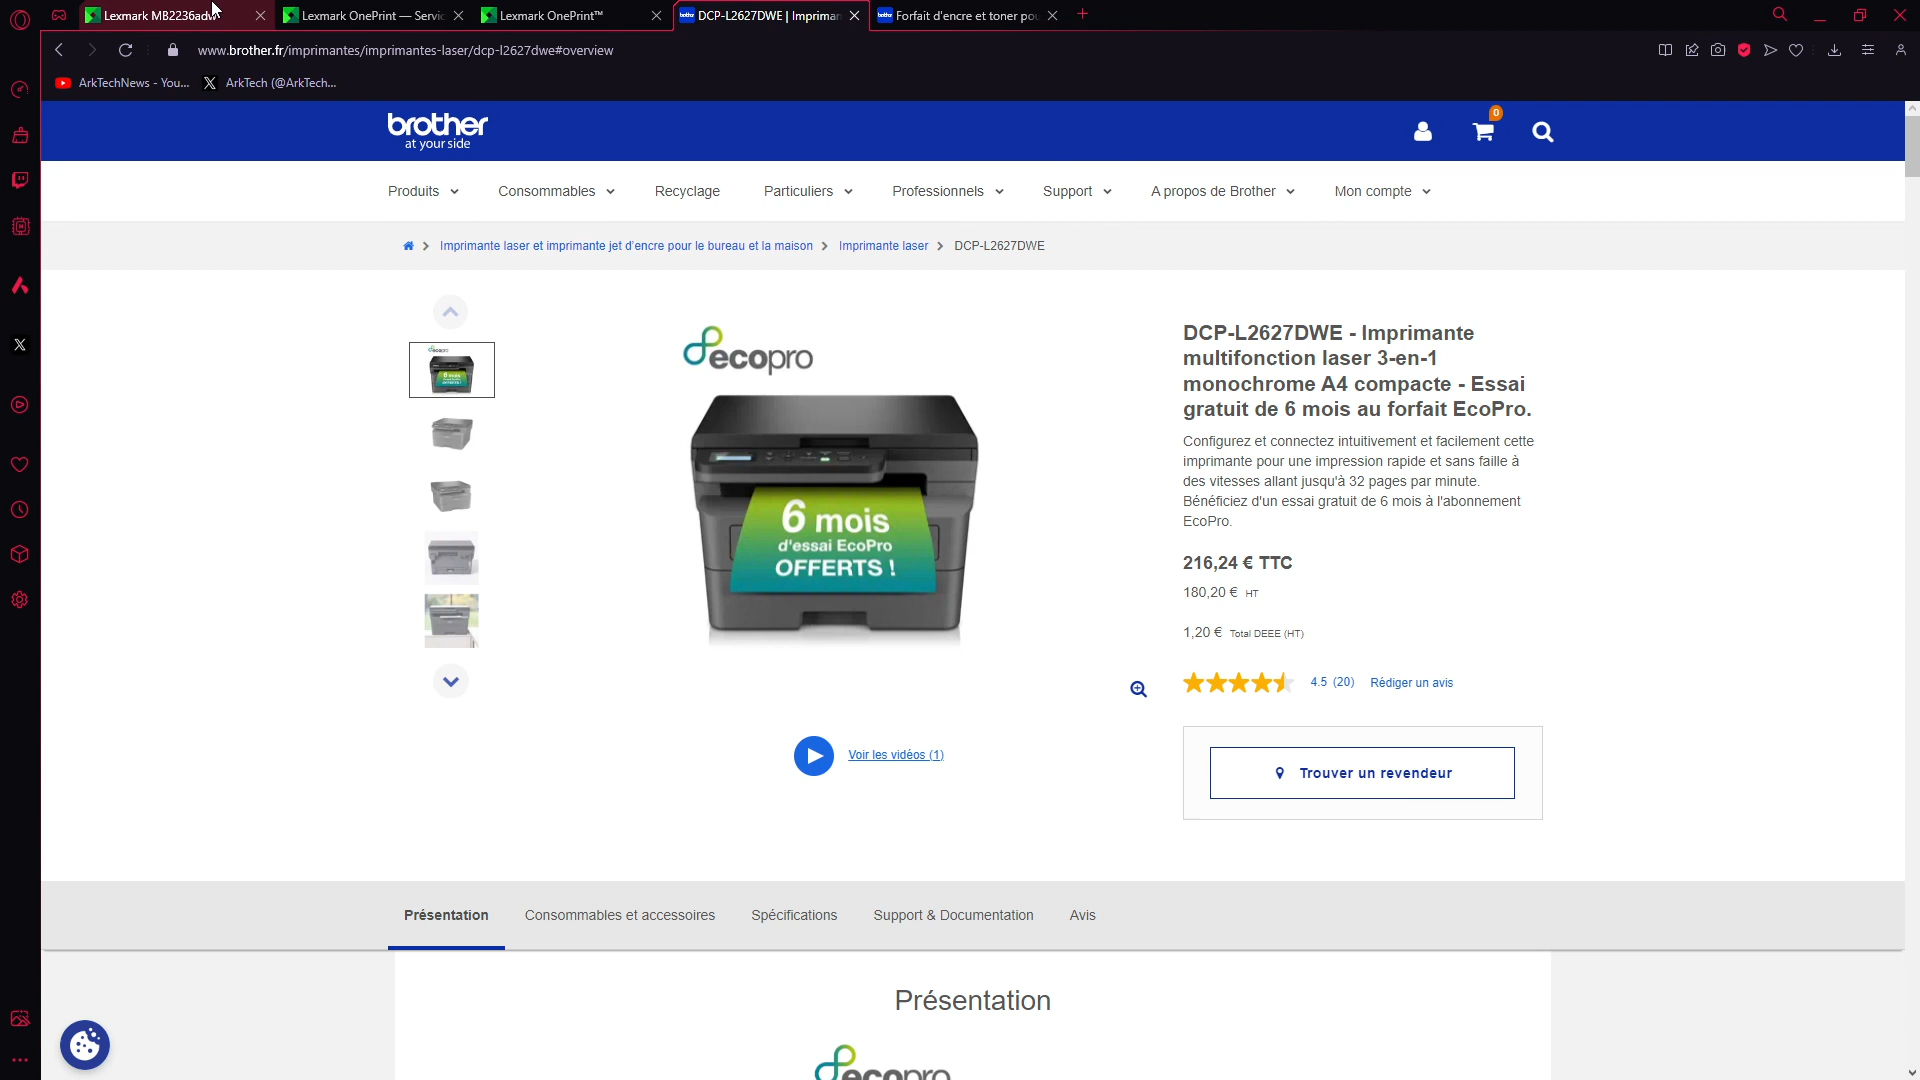 Lexmark MB2236adw
Lexmark OnePrint — Servic
Lexmark OnePrint™
DCP-L2627DWE | Impriman
Forfait d'encre et toner pou
www.brother.fr/imprimantes/imprimantes-laser/dcp-l2627dwe#overview
ArkTechNews - You...
ArkTech (@ArkTech...
brother
at your side
0
Produits
Consommables
Recyclage
Particuliers
Professionnels
Support
A propos de Brother
Mon compte
Imprimante laser et imprimante jet d'encre pour le bureau et la maison
Imprimante laser
DCP-L2627DWE
ecopro
6 mois
d'essai EcoPro
OFFERTS !
DCP-L2627DWE - Imprimante
multifonction laser 3-en-1
monochrome A4 compacte - Essai
gratuit de 6 mois au forfait EcoPro.
Configurez et connectez intuitivement et facilement cette
imprimante pour une impression rapide et sans faille à
des vitesses allant jusqu'à 32 pages par minute.
Bénéficiez d'un essai gratuit de 6 mois à l'abonnement
EcoPro.
216,24 € TTC
180,20 € HT
1,20 € Total DEEE (HT)
4.5 (20) Rédiger un avis
Voir les vidéos (1)
Trouver un revendeur
Présentation
Consommables et accessoires
Spécifications
Support & Documentation
Avis
Présentation
ecopro